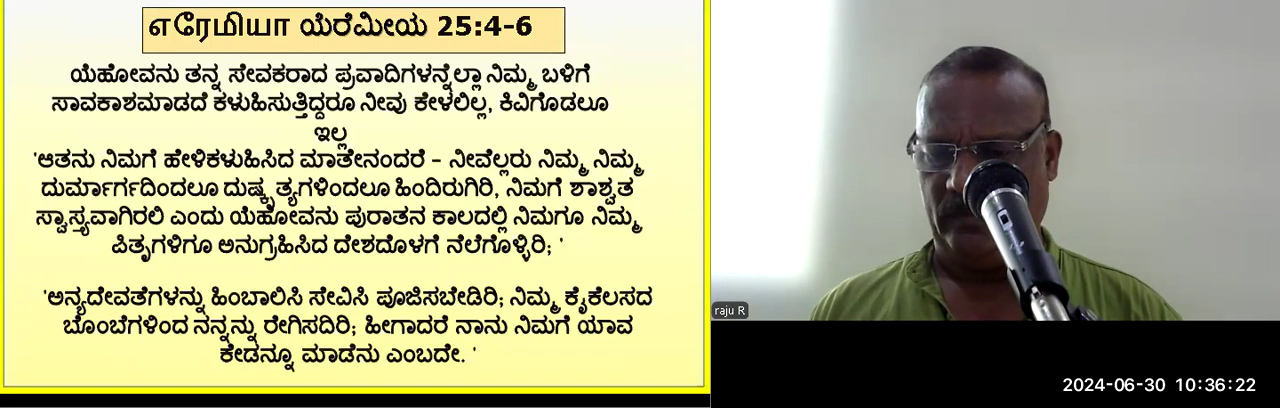 எரேமியா ಯೆರೆಮೀಯ 25:4-6
ಯೆಹೋವನು ತನ್ನ ಸೇವಕರಾದ ಪ್ರವಾದಿಗಳನ್ನೆಲ್ಲಾ ನಿಮ್ಮ ಬಳಿಗೆ
ಸಾವಕಾಶಮಾಡದೆ ಕಳುಹಿಸುತ್ತಿದ್ದರೂ ನೀವು ಕೇಳಲಿಲ್ಲ, ಕಿವಿಗೊಡಲೂ
ಇಲ್ಲ
'ಆತನು ನಿಮಗೆ ಹೇಳಿಕಳುಹಿಸಿದ ಮಾತೇನಂದರೆ - ನೀವೆಲ್ಲರು ನಿಮ್ಮ ನಿಮ್ಮ
ದುರ್ಮಾರ್ಗದಿಂದಲೂ ದುಷ್ಕೃತ್ಯಗಳಿಂದಲೂ ಹಿಂದಿರುಗಿರಿ, ನಿಮಗೆ ಶಾಶ್ವತ
ಸ್ವಾಸ್ತ್ಯವಾಗಿರಲಿ ಎಂದು ಯೆಹೋವನು ಪುರಾತನ ಕಾಲದಲ್ಲಿ ನಿಮಗೂ ನಿಮ್ಮ
ಪಿತೃಗಳಿಗೂ ಅನುಗ್ರಹಿಸಿದ ದೇಶದೊಳಗೆ ನೆಲೆಗೊಳ್ಳಿರಿ; '
'ಅನ್ಯದೇವತೆಗಳನ್ನು ಹಿಂಬಾಲಿಸಿ ಸೇವಿಸಿ ಪೂಜಿಸಬೇಡಿರಿ; ನಿಮ್ಮ ಕೈಕೆಲಸದ
ಬೊಂಬೆಗಳಿಂದ ನನ್ನನ್ನು ರೇಗಿಸದಿರಿ; ಹೀಗಾದರೆ ನಾನು ನಿಮಗೆ ಯಾವ
ಕೇಡನ್ನೂ ಮಾಡೆನು ಎಂಬದೇ. '
raju R
2024-06-30 10:36:22